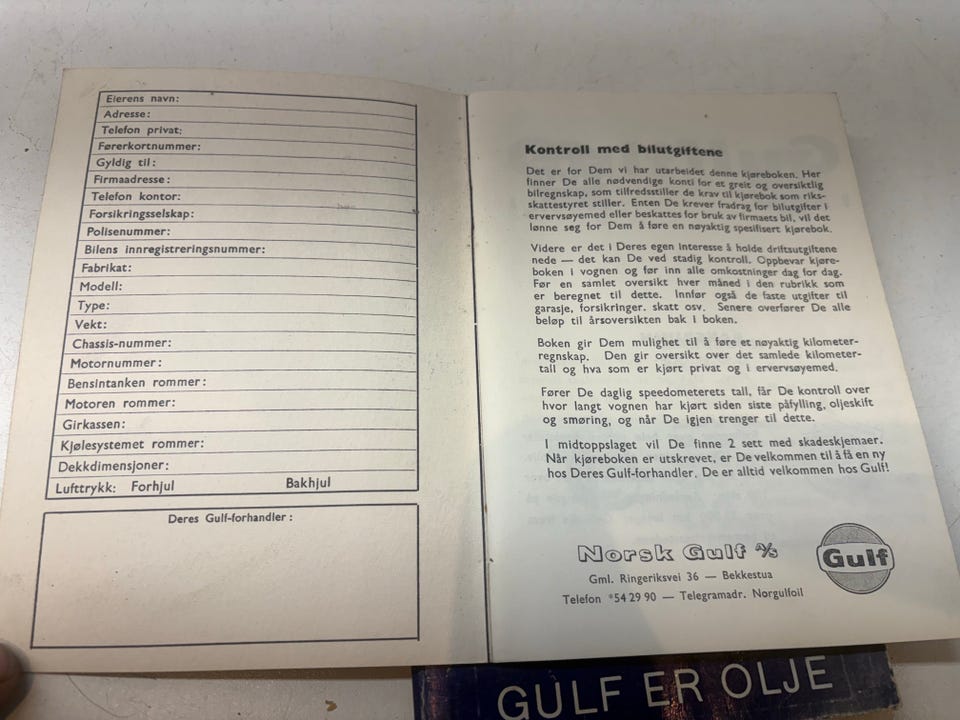 Eierens navn:
Adresse:
Telefon privat:
Førerkortnummer:
Gyldig til:
Firmaadresse:
Telefon kontor:
Forsikringsselskap:
Polisenummer:
Bilens innregistreringsnummer:
Fabrikat:
Modell:
Type:
Vekt:
Chassis-nummer:
Motornummer:
Bensintanken rommer:
Motoren rommer:
Girkassen:
Kjølesystemet rommer:
Dekkdimensjoner:
Lufttrykk: Forhjul Bakhjul
Deres Gulf-forhandler:
Kontroll med bilutgiftene
Det er for Dem vi har utarbeidet denne kjøreboken. Her
finner De alle nødvendige konti for et greit og oversiktlig
bilregnskap, som tilfredsstiller de krav til kjørebok som riks-
skattestyret stiller. Enten De krever fradrag for bilutgifter i
ervervsøyemed eller beskattes for bruk av firmaets bil, vil det
lønne seg for Dem å føre en nøyaktig spesifisert kjørebok.
Videre er det i Deres egen interesse å holde driftsutgiftene
nede — det kan De ved stadig kontroll. Oppbevar kjøre-
boken i vognen og før inn alle omkostninger dag for dag.
Før en samlet oversikt hver måned i den rubrikk som
er beregnet til dette. Innfør også de faste utgifter til
garasje, forsikringer. skatt osv. Senere overfører De alle
beløp til årsoversikten bak i boken.
Boken gir Dem mulighet til å føre et nøyaktig kilometer-
regnskap. Den gir oversikt over det samlede kilometer-
tall og hva som er kjørt privat og i ervervsøyemed.
Fører De daglig speedometerets tall, får De kontroll over
hvor langt vognen har kjørt siden siste påfylling, oljeskift
og smøring, og når De igjen trenger til dette.
I midtoppslaget vil De finne 2 sett med skadeskjemaer.
Når kjøreboken er utskrevet, er De velkommen til å få en ny
hos Deres Gulf-forhandler. De er alltid velkommen hos Gulf!
Norsk Gulf A/S
Gml. Ringeriksvei 36 — Bekkestua
Telefon *54 29 90 — Telegramadr. Norgulfoil
Gulf
GULF ER OLJE